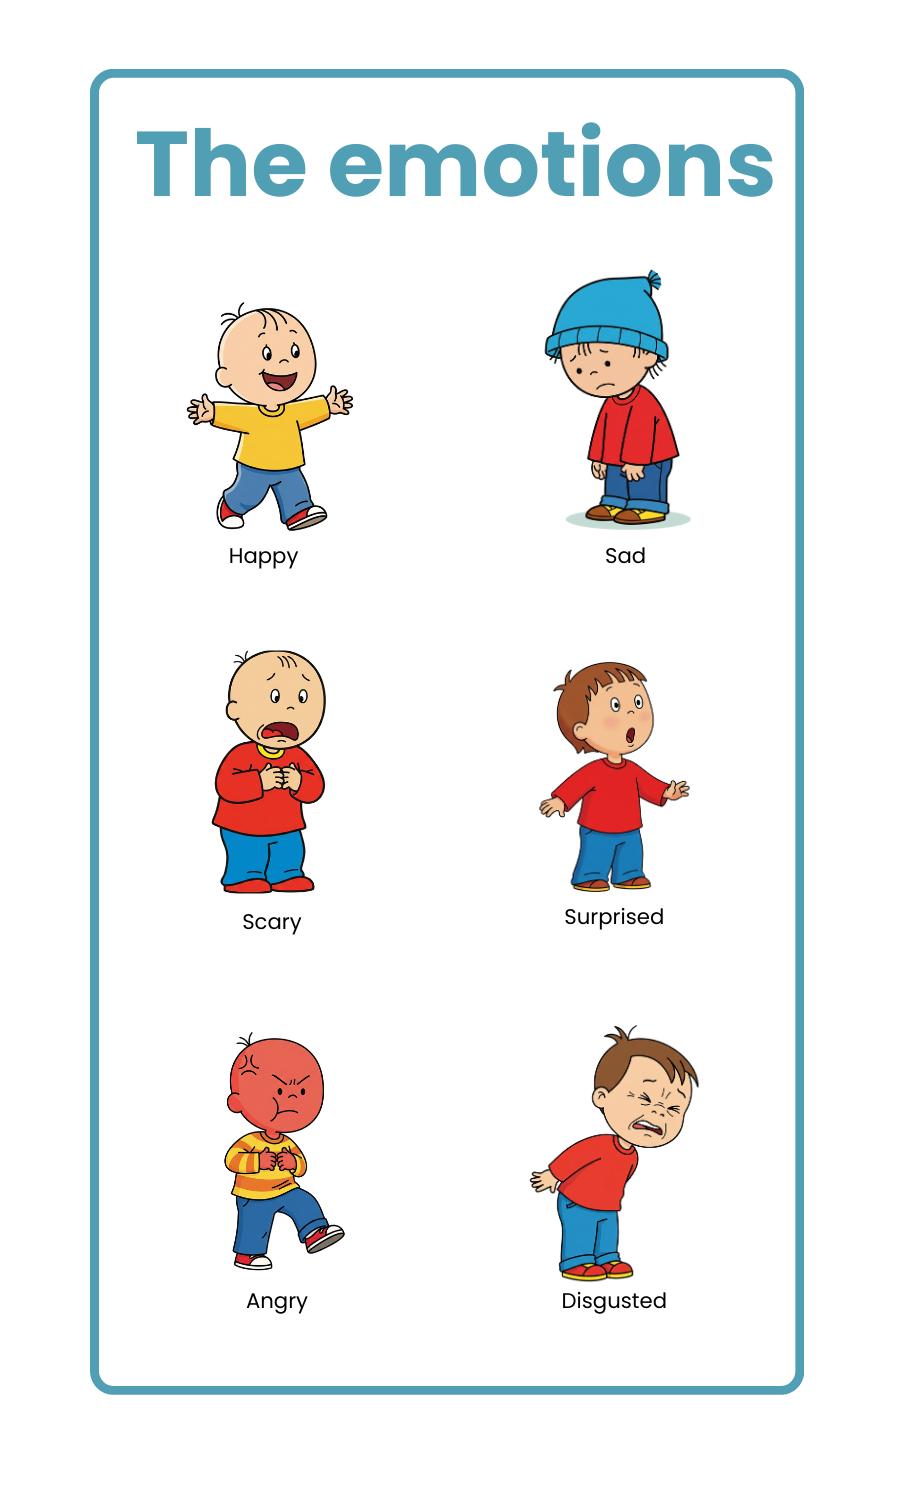 The emotions
Happy
Sad
Scary
Surprised
Angry
Disgusted